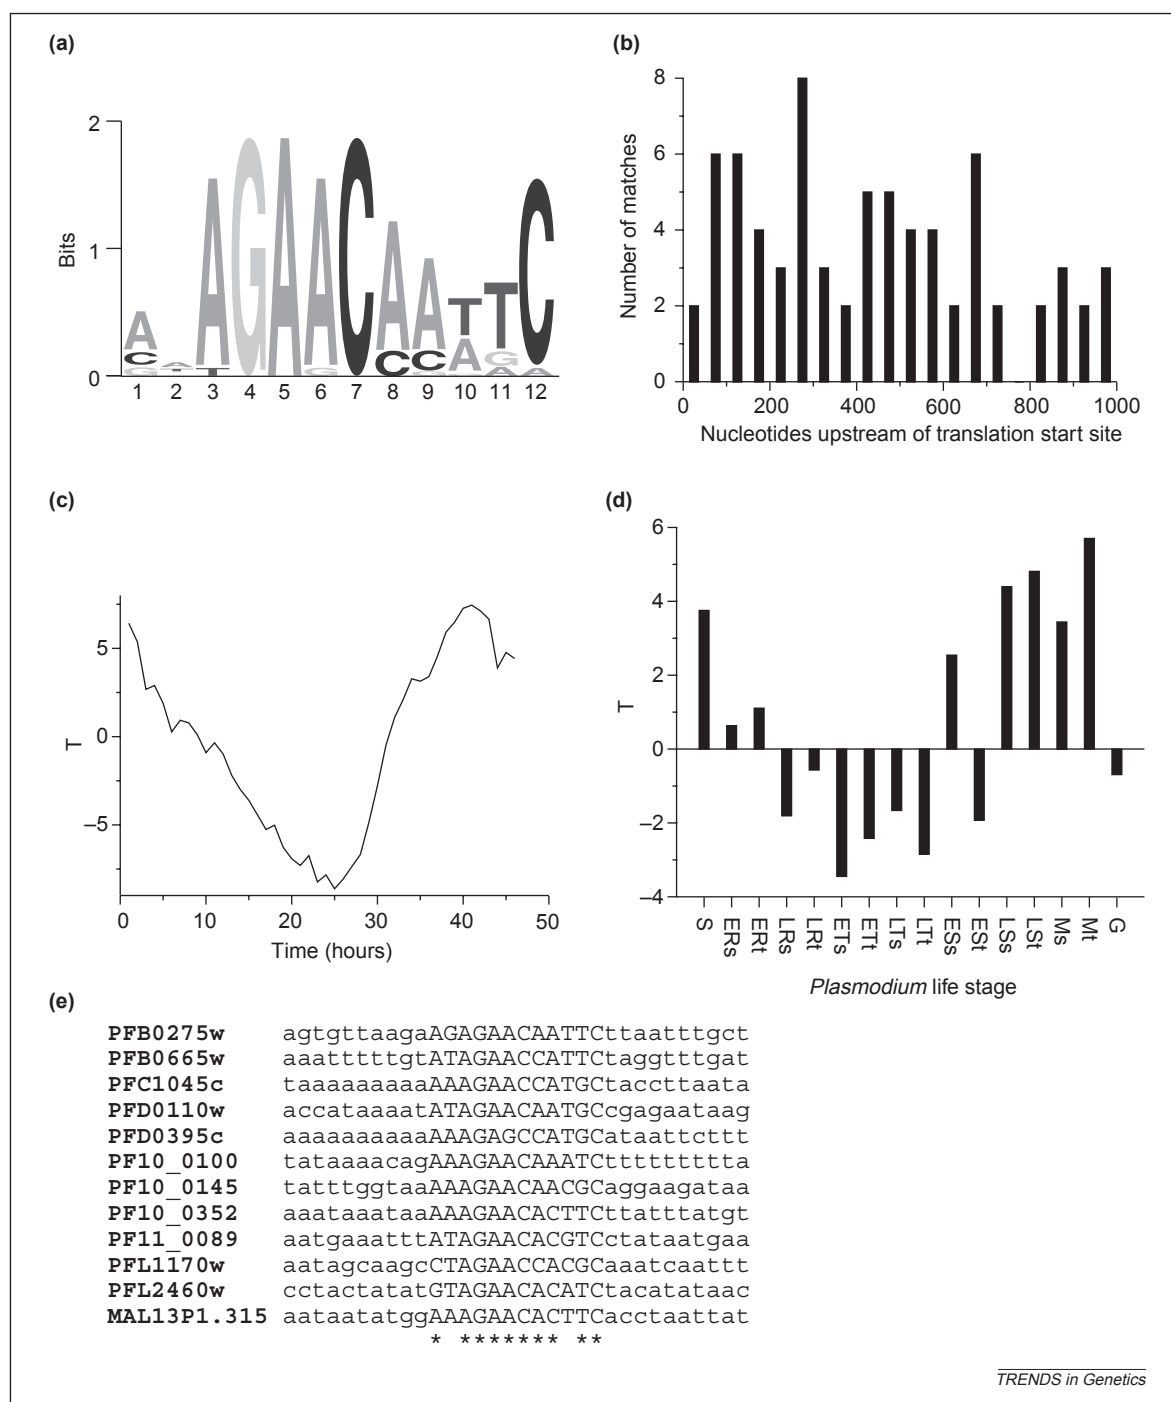 (a)
2
1
0
Bits
A
C
G
A
T
A
T
G
A
A
G
C
A
C
A
C
G
T
A
T
G
A
C
A
1 2 3 4 5 6 7 8 9 10 11 12
(b)
8
6
4
2
0
Number of matches
0 200 400 600 800 1000
Nucleotides upstream of translation start site
(c)
5
0
–5
T
0 10 20 30 40 50
Time (hours)
(d)
6
4
2
0
–2
–4
T
S ERs ERt LRs LRt ETs ETt LTs LTt ESs ESt LSs LSt Ms Mt G
Plasmodium life stage
(e)
PFB0275w agtgttaagaAGAGAACAATTCttaatttgct
PFB0665w aaatttttgtATAGAACCATTCtaggtttgat
PFC1045c taaaaaaaaaAAAGAACCATGCtaccttaata
PFD0110w accataaaatATAGAACAATGCcgagaataag
PFD0395c aaaaaaaaaaAAAGAGCCATGCataattcttt
PF10_0100 tataaaacagAAAGAACAAATCttttttttta
PF10_0145 tatttggtaaAAAGAACAACGCaggaagataa
PF10_0352 aaataaataaAAAGAACACTTCttatttatgt
PF11_0089 aatgaaatttATAGAACACGTCctataatgaa
PFL1170w aatagcaagcCTAGAACCACGCaaatcaattt
PFL2460w cctactatatGTAGAACACATCtacatataac
MAL13P1.315 aataatatggAAAGAACACTTCacctaattat
* ******* **
TRENDS in Genetics